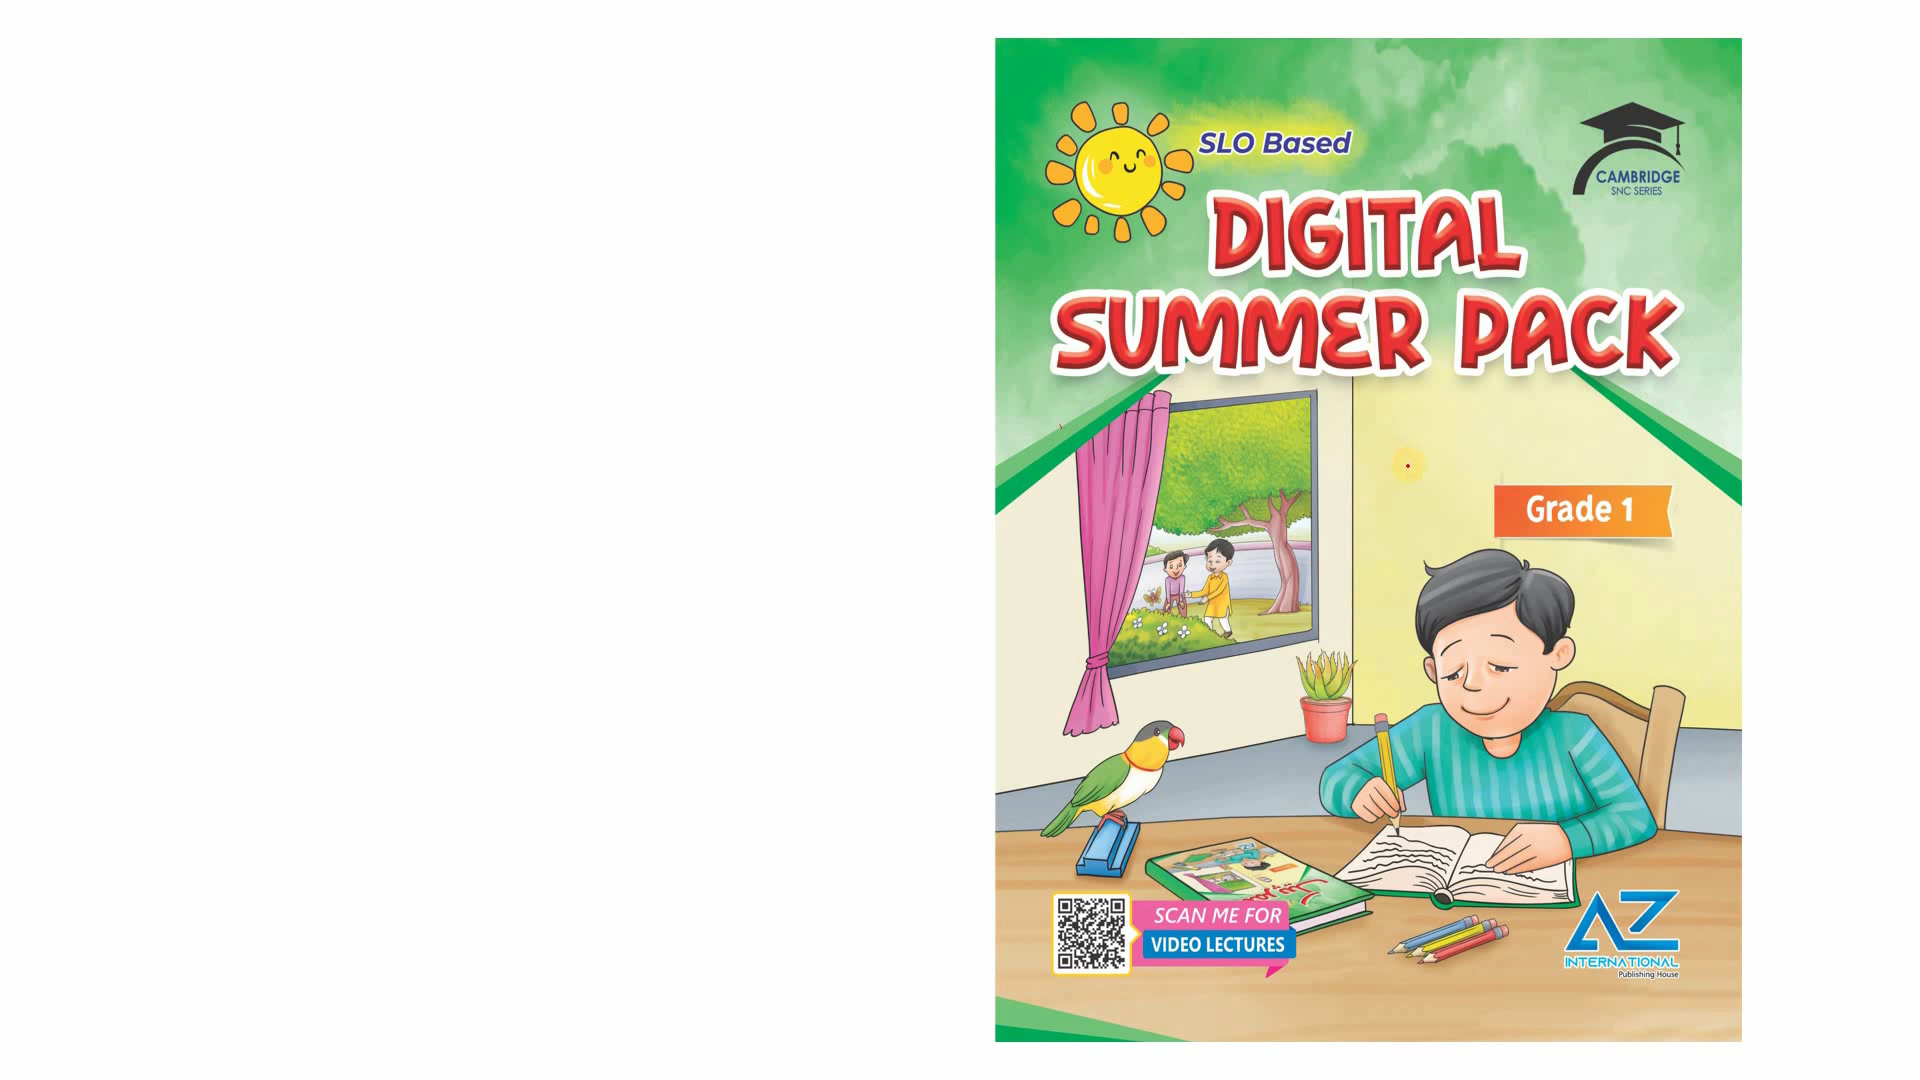 SLO Based
CAMBRIDGE
SNC SERIES
DIGITAL
SUMMER PACK
Grade 1
SCAN ME FOR
VIDEO LECTURES
AZ
INTERNATIONAL
Publishing House